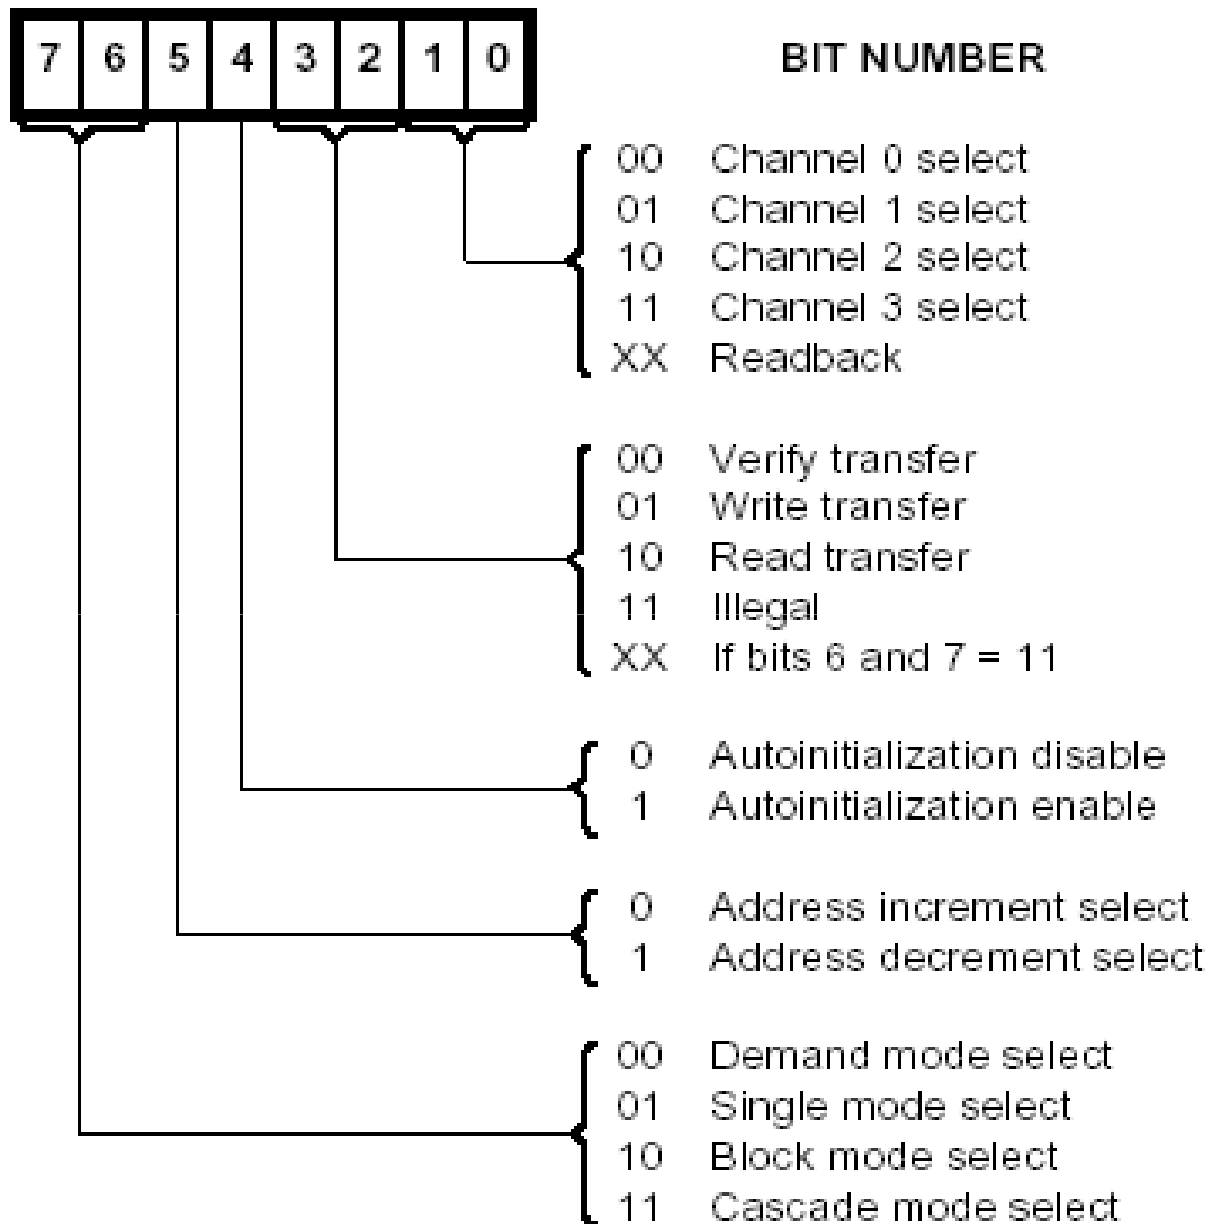 7 6 5 4 3 2 1 0 BIT NUMBER
00 Channel 0 select
01 Channel 1 select
10 Channel 2 select
11 Channel 3 select
XX Readback
00 Verify transfer
01 Write transfer
10 Read transfer
11 Illegal
XX If bits 6 and 7 = 11
0 Autoinitialization disable
1 Autoinitialization enable
0 Address increment select
1 Address decrement select
00 Demand mode select
01 Single mode select
10 Block mode select
11 Cascade mode select